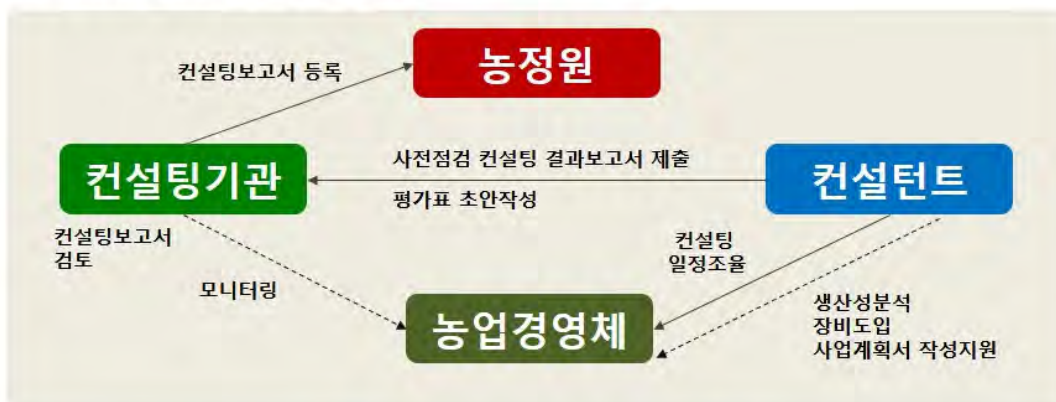 농정원
컨설팅보고서 등록
컨설팅기관
사전점검 컨설팅 결과보고서 제출
평가표 초안작성
컨설턴트
컨설팅보고서
검토
모니터링
컨설팅
일정조율
농업경영체
생산성분석
장비도입
사업계획서 작성지원